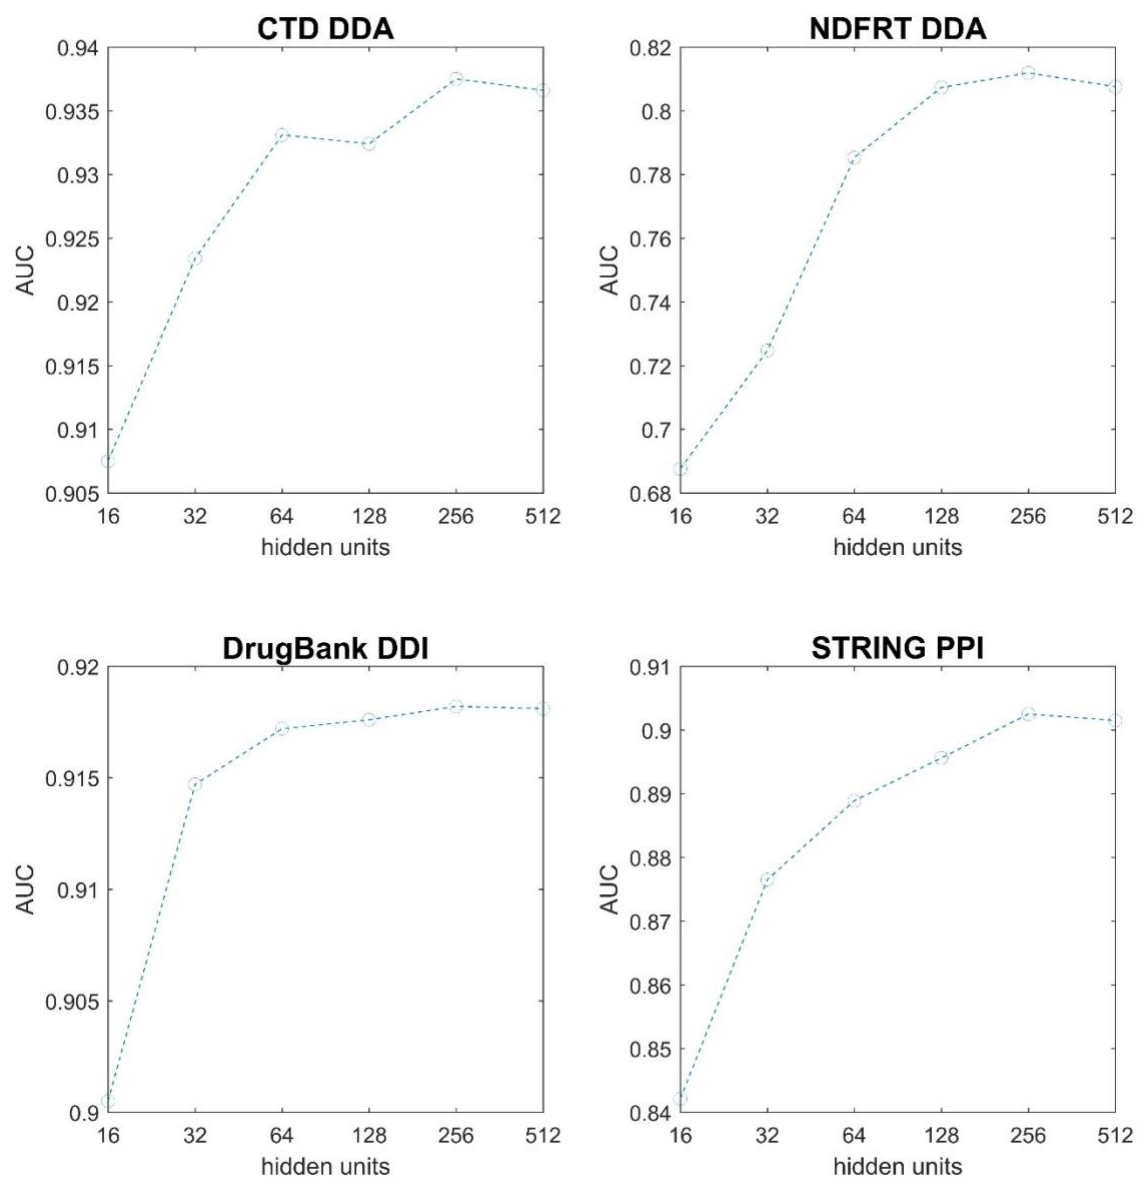 CTD DDA
0.94
0.935
0.93
0.925
0.92
0.915
0.91
0.905
AUC
16 32 64 128 256 512
hidden units
NDFRT DDA
0.82
0.8
0.78
0.76
0.74
0.72
0.7
0.68
AUC
16 32 64 128 256 512
hidden units
DrugBank DDI
0.92
0.915
0.91
0.905
0.9
AUC
16 32 64 128 256 512
hidden units
STRING PPI
0.91
0.9
0.89
0.88
0.87
0.86
0.85
0.84
AUC
16 32 64 128 256 512
hidden units